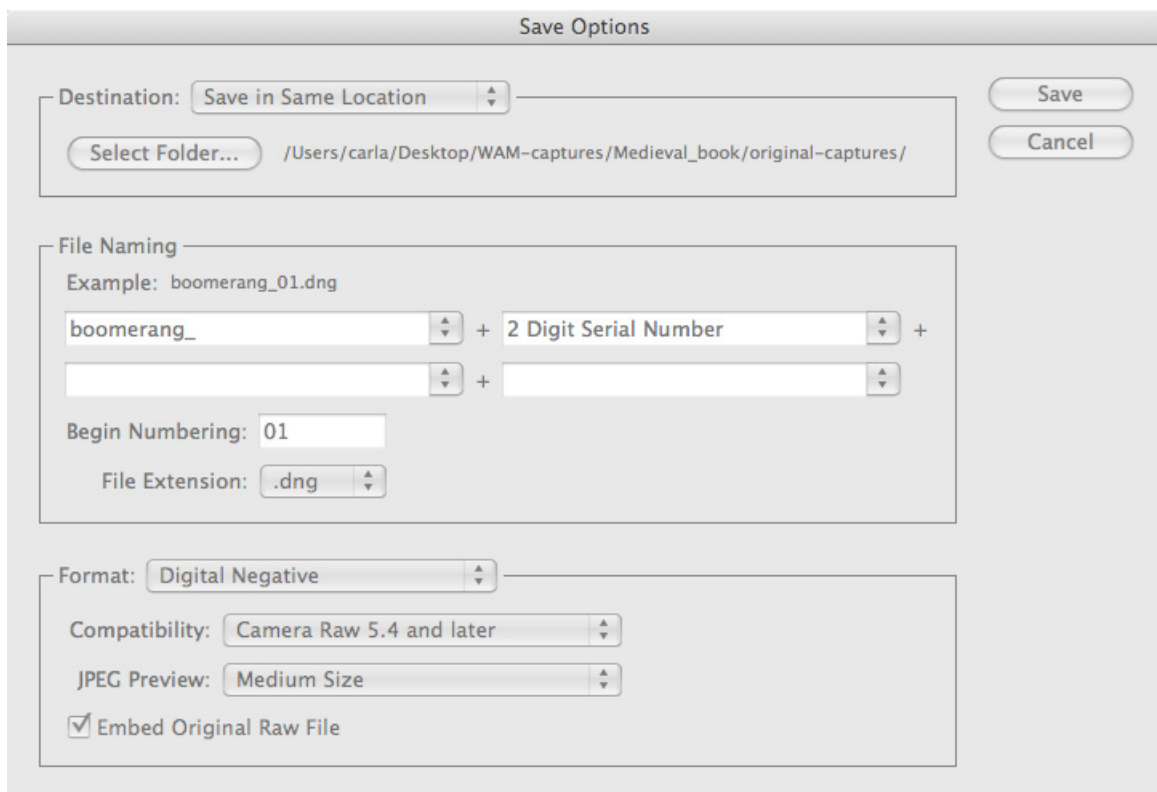 Save Options
Destination: Save in Same Location
Save
Select Folder... /Users/carla/Desktop/WAM-captures/Medieval_book/original-captures/
Cancel
File Naming
Example: boomerang_01.dng
boomerang_ + 2 Digit Serial Number +
+
Begin Numbering: 01
File Extension: .dng
Format: Digital Negative
Compatibility: Camera Raw 5.4 and later
JPEG Preview: Medium Size
Embed Original Raw File